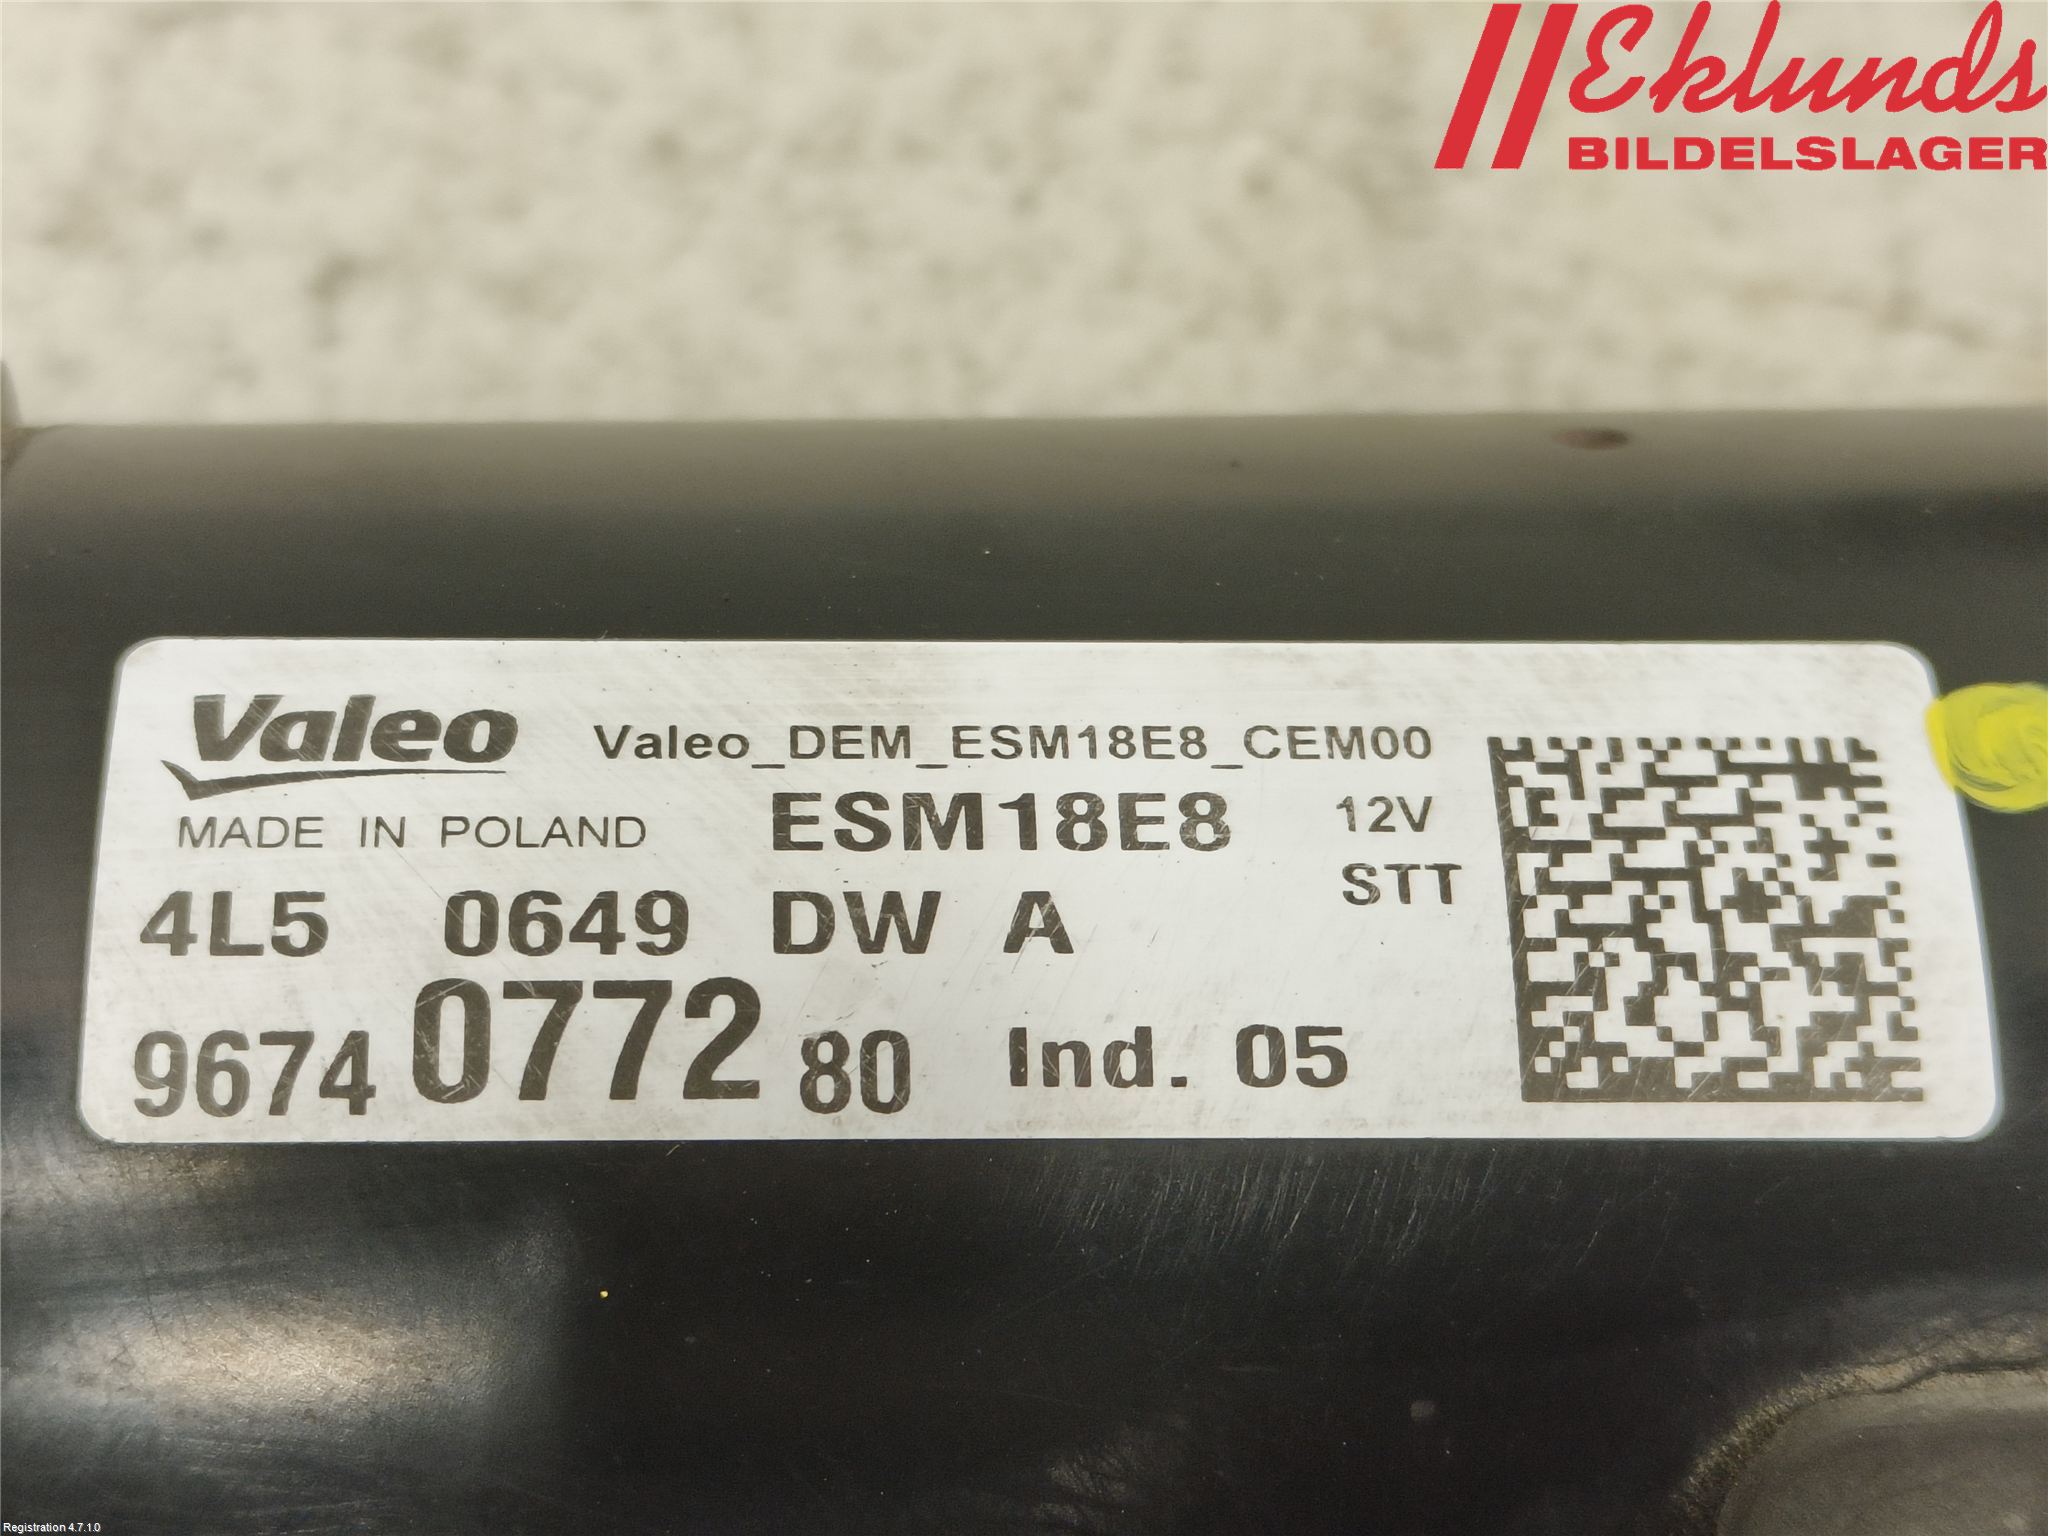 Eklunds
BILDELSLAGER
Valeo Valeo_DEM_ESM18E8_CEM00
MADE IN POLAND ESM18E8 12V
STT
4L5 0649 DW A
9674 0772 80 Ind. 05
Registration 4.7.1.0